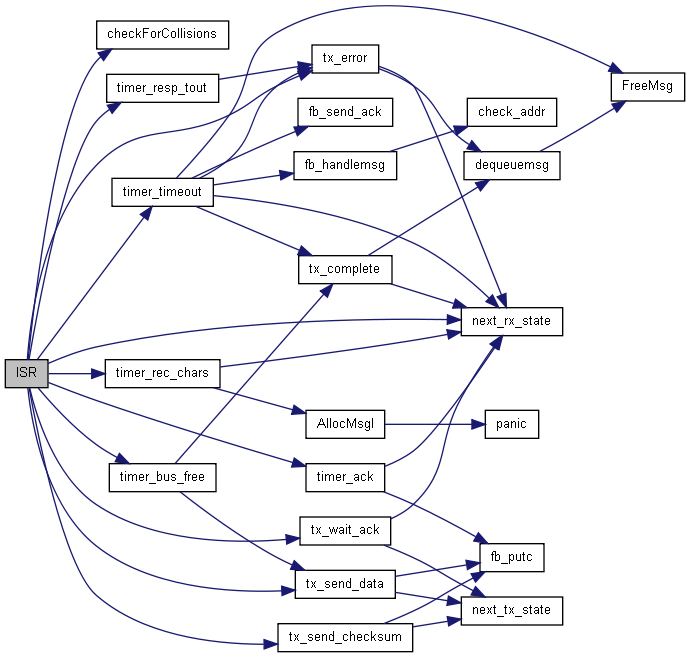 checkForCollisions
tx_error
timer_resp_tout
FreeMsg
fb_send_ack
check_addr
fb_handlemsg
dequeuemsg
timer_timeout
tx_complete
next_rx_state
ISR
timer_rec_chars
AllocMsgI
panic
timer_bus_free
timer_ack
tx_wait_ack
fb_putc
tx_send_data
next_tx_state
tx_send_checksum